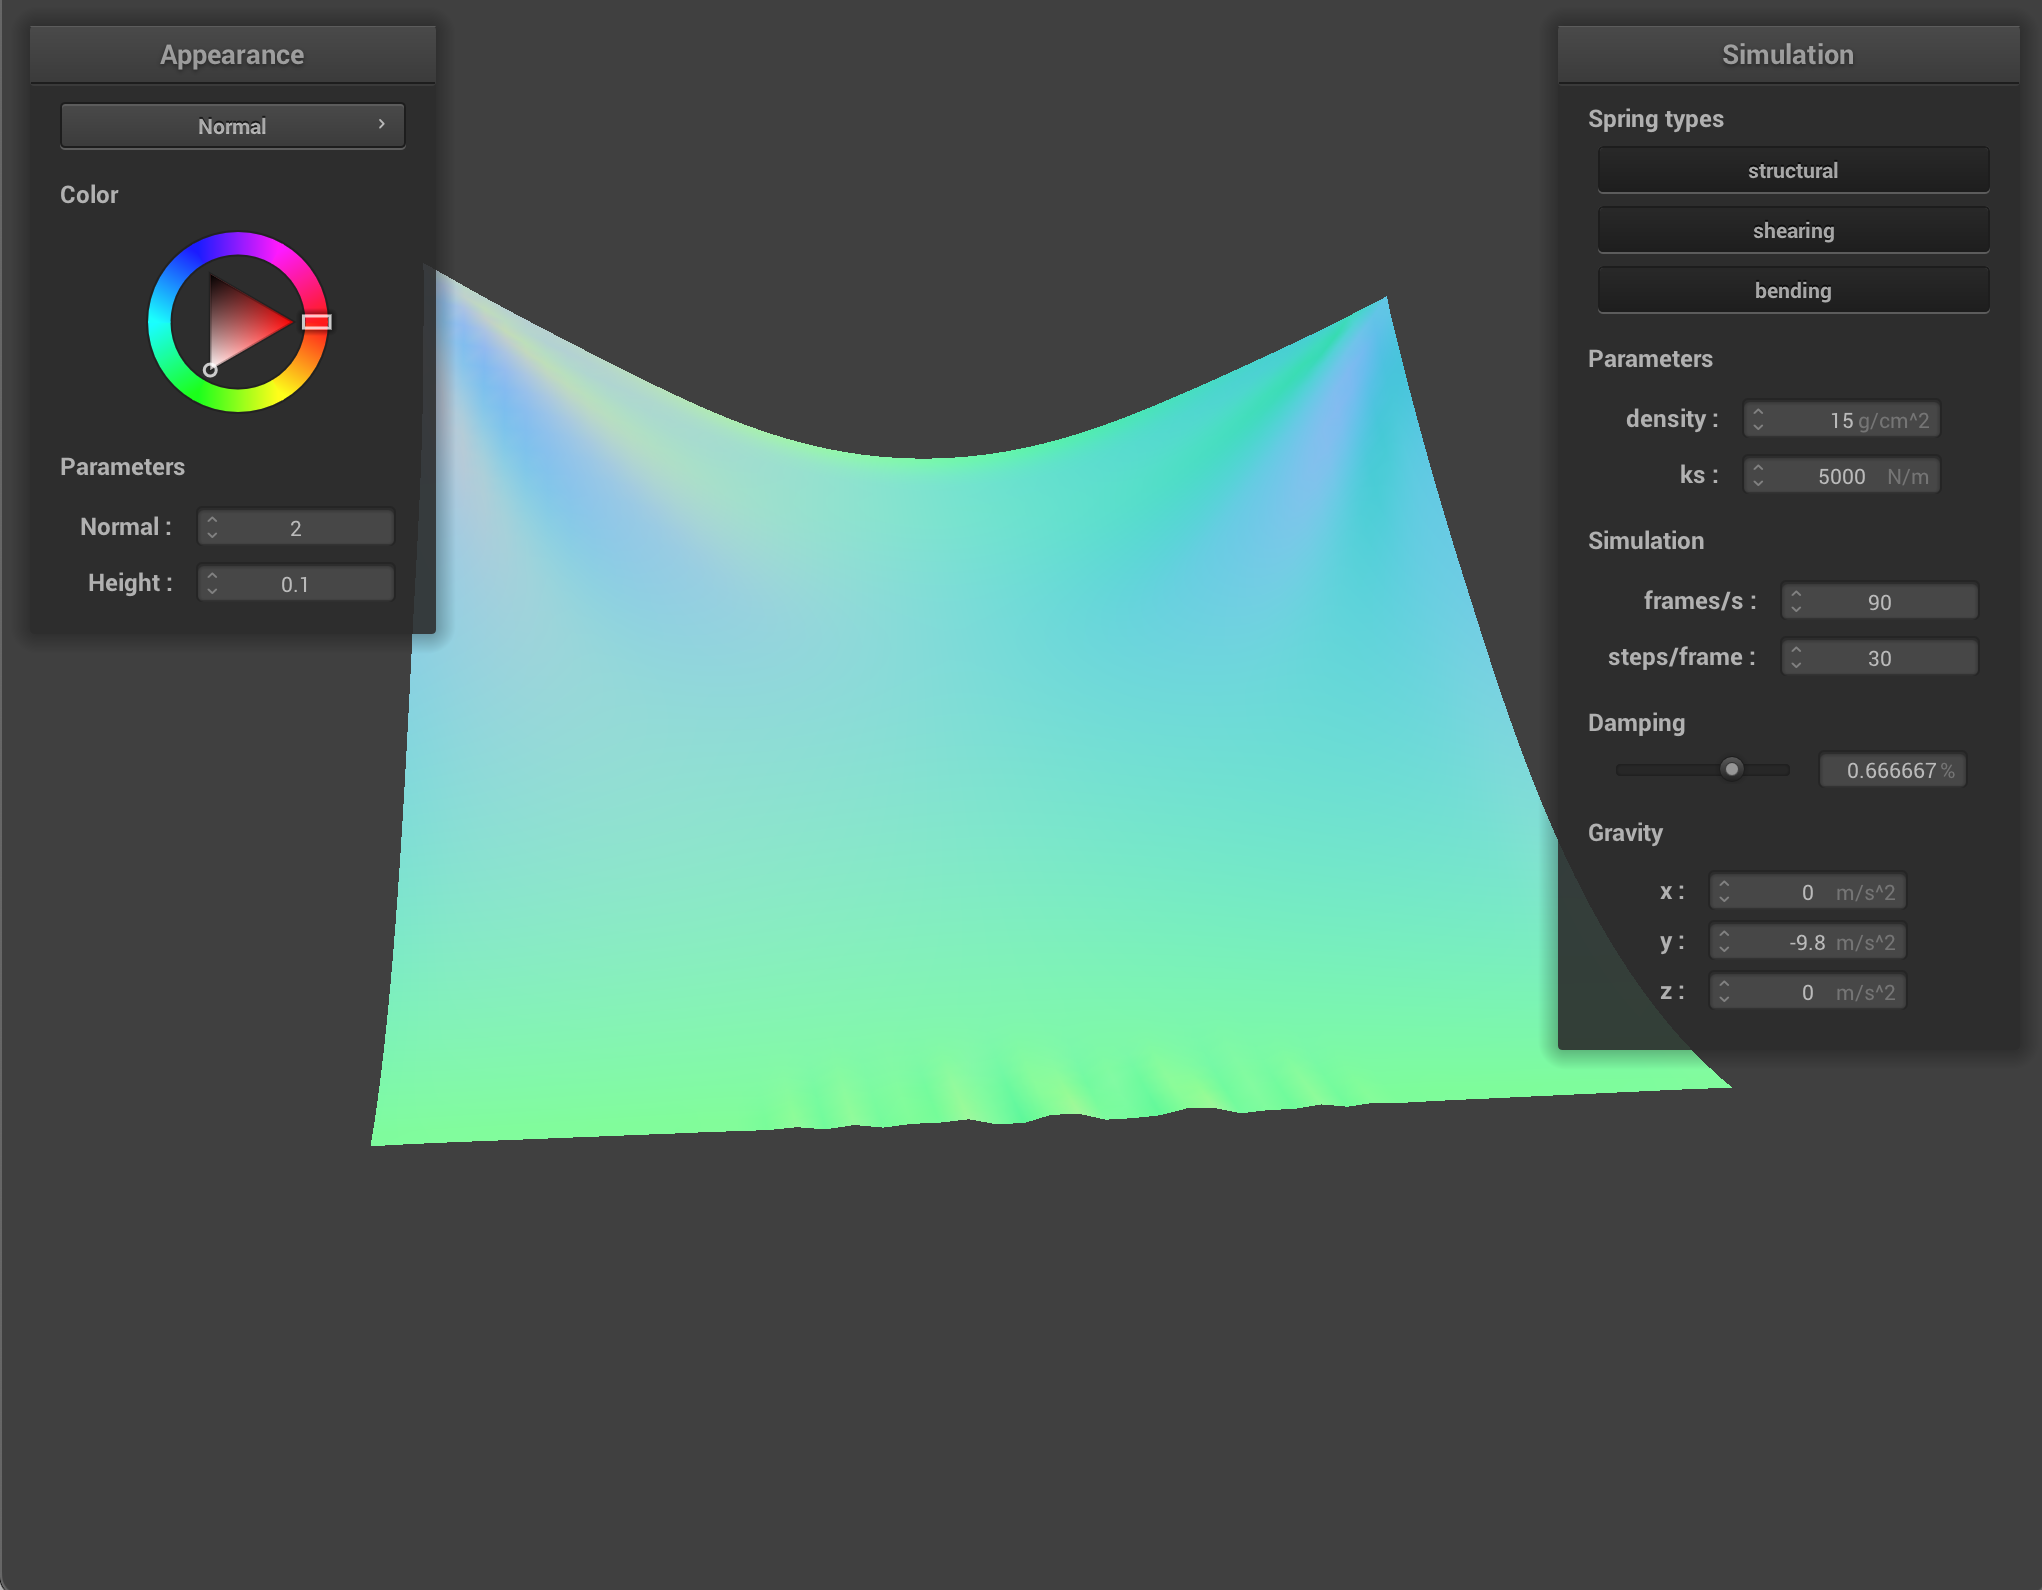 Appearance
Normal
Color
Parameters
Normal : 2
Height : 0.1
Simulation
Spring types
structural
shearing
bending
Parameters
density : 15 g/cm^2
ks : 5000 N/m
Simulation
frames/s : 90
steps/frame : 30
Damping
0.666667 %
Gravity
x : 0 m/s^2
y : -9.8 m/s^2
z : 0 m/s^2